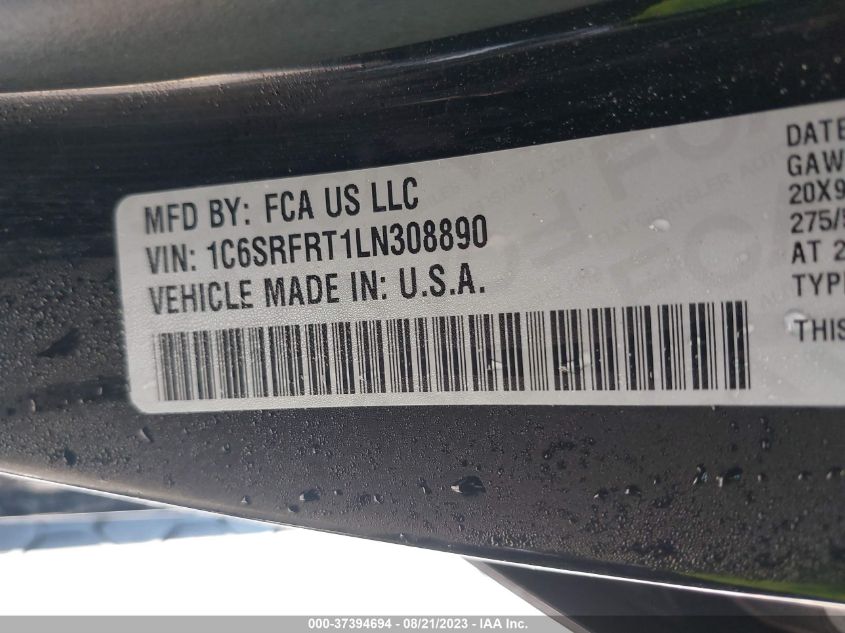 MFD BY: FCA US LLC
VIN: 1C6SRFRT1LN308890
VEHICLE MADE IN: U.S.A.
DATE
GAW
20X9
275/
AT 2
TYP
THIS
000-37394694 - 08/21/2023 - IAA Inc.